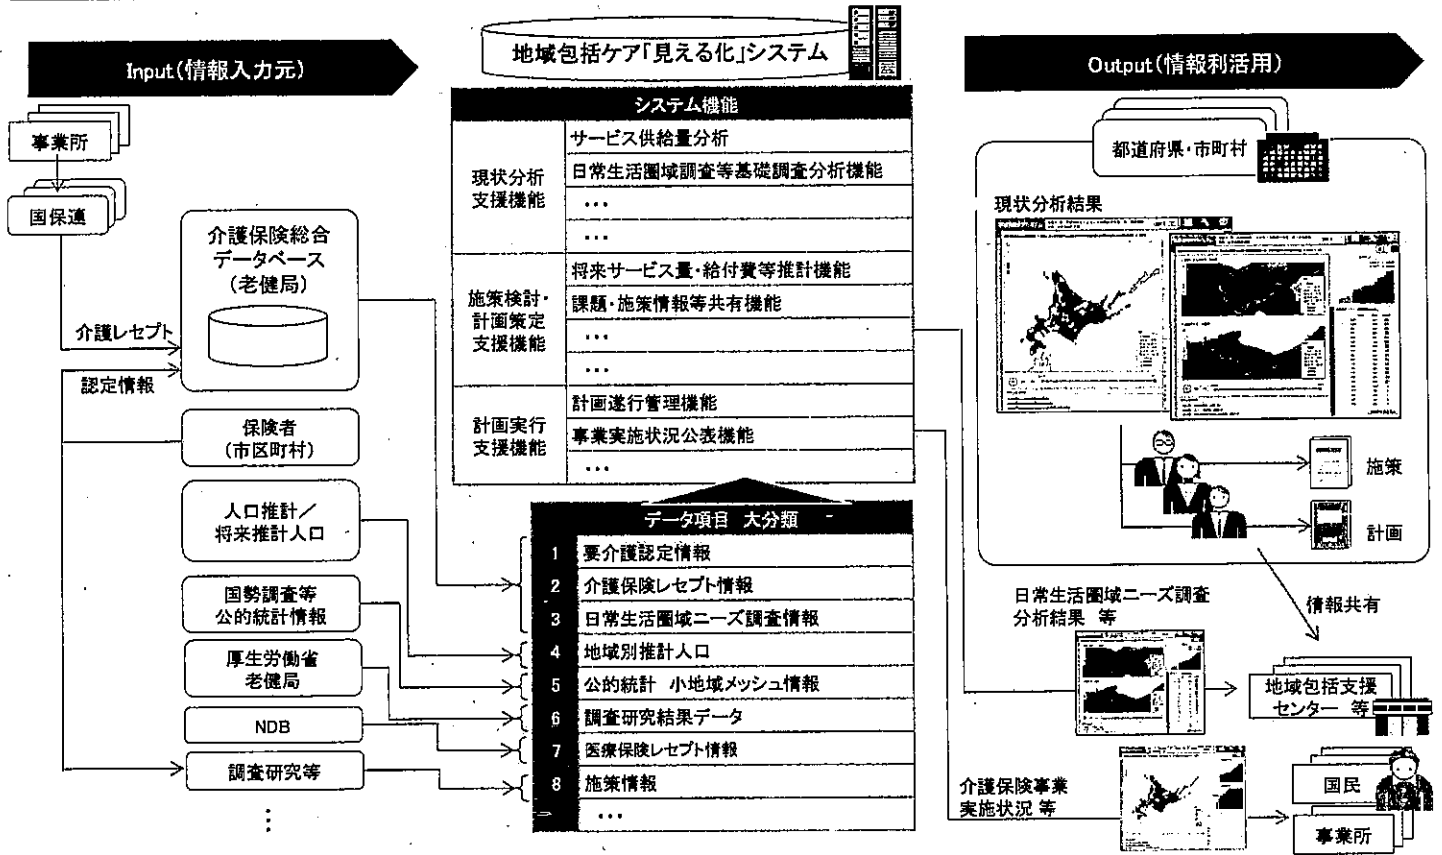 Input(情報入力元)
事業所
国保連
介護レセプト
認定情報
介護保険総合
データベース
(老健局)
保険者
(市区町村)
人口推計/
将来推計人口
国勢調査等
公的統計情報
厚生労働省
老健局
NDB
調査研究等
⋮
地域包括ケア「見える化」システム
システム機能
現状分析
支援機能
サービス供給量分析
日常生活圏域調査等基礎調査分析機能
…
…
施策検討・
計画策定
支援機能
将来サービス量・給付費等推計機能
課題・施策情報等共有機能
…
…
計画実行
支援機能
計画遂行管理機能
事業実施状況公表機能
…
データ項目 大分類
1 要介護認定情報
2 介護保険レセプト情報
3 日常生活圏域ニーズ調査情報
4 地域別推計人口
5 公的統計 小地域メッシュ情報
6 調査研究結果データ
7 医療保険レセプト情報
8 施策情報
…
Output(情報利活用)
都道府県・市町村
現状分析結果
施策
計画
日常生活圏域ニーズ調査
分析結果 等
情報共有
地域包括支援
センター 等
介護保険事業
実施状況 等
国民
事業所